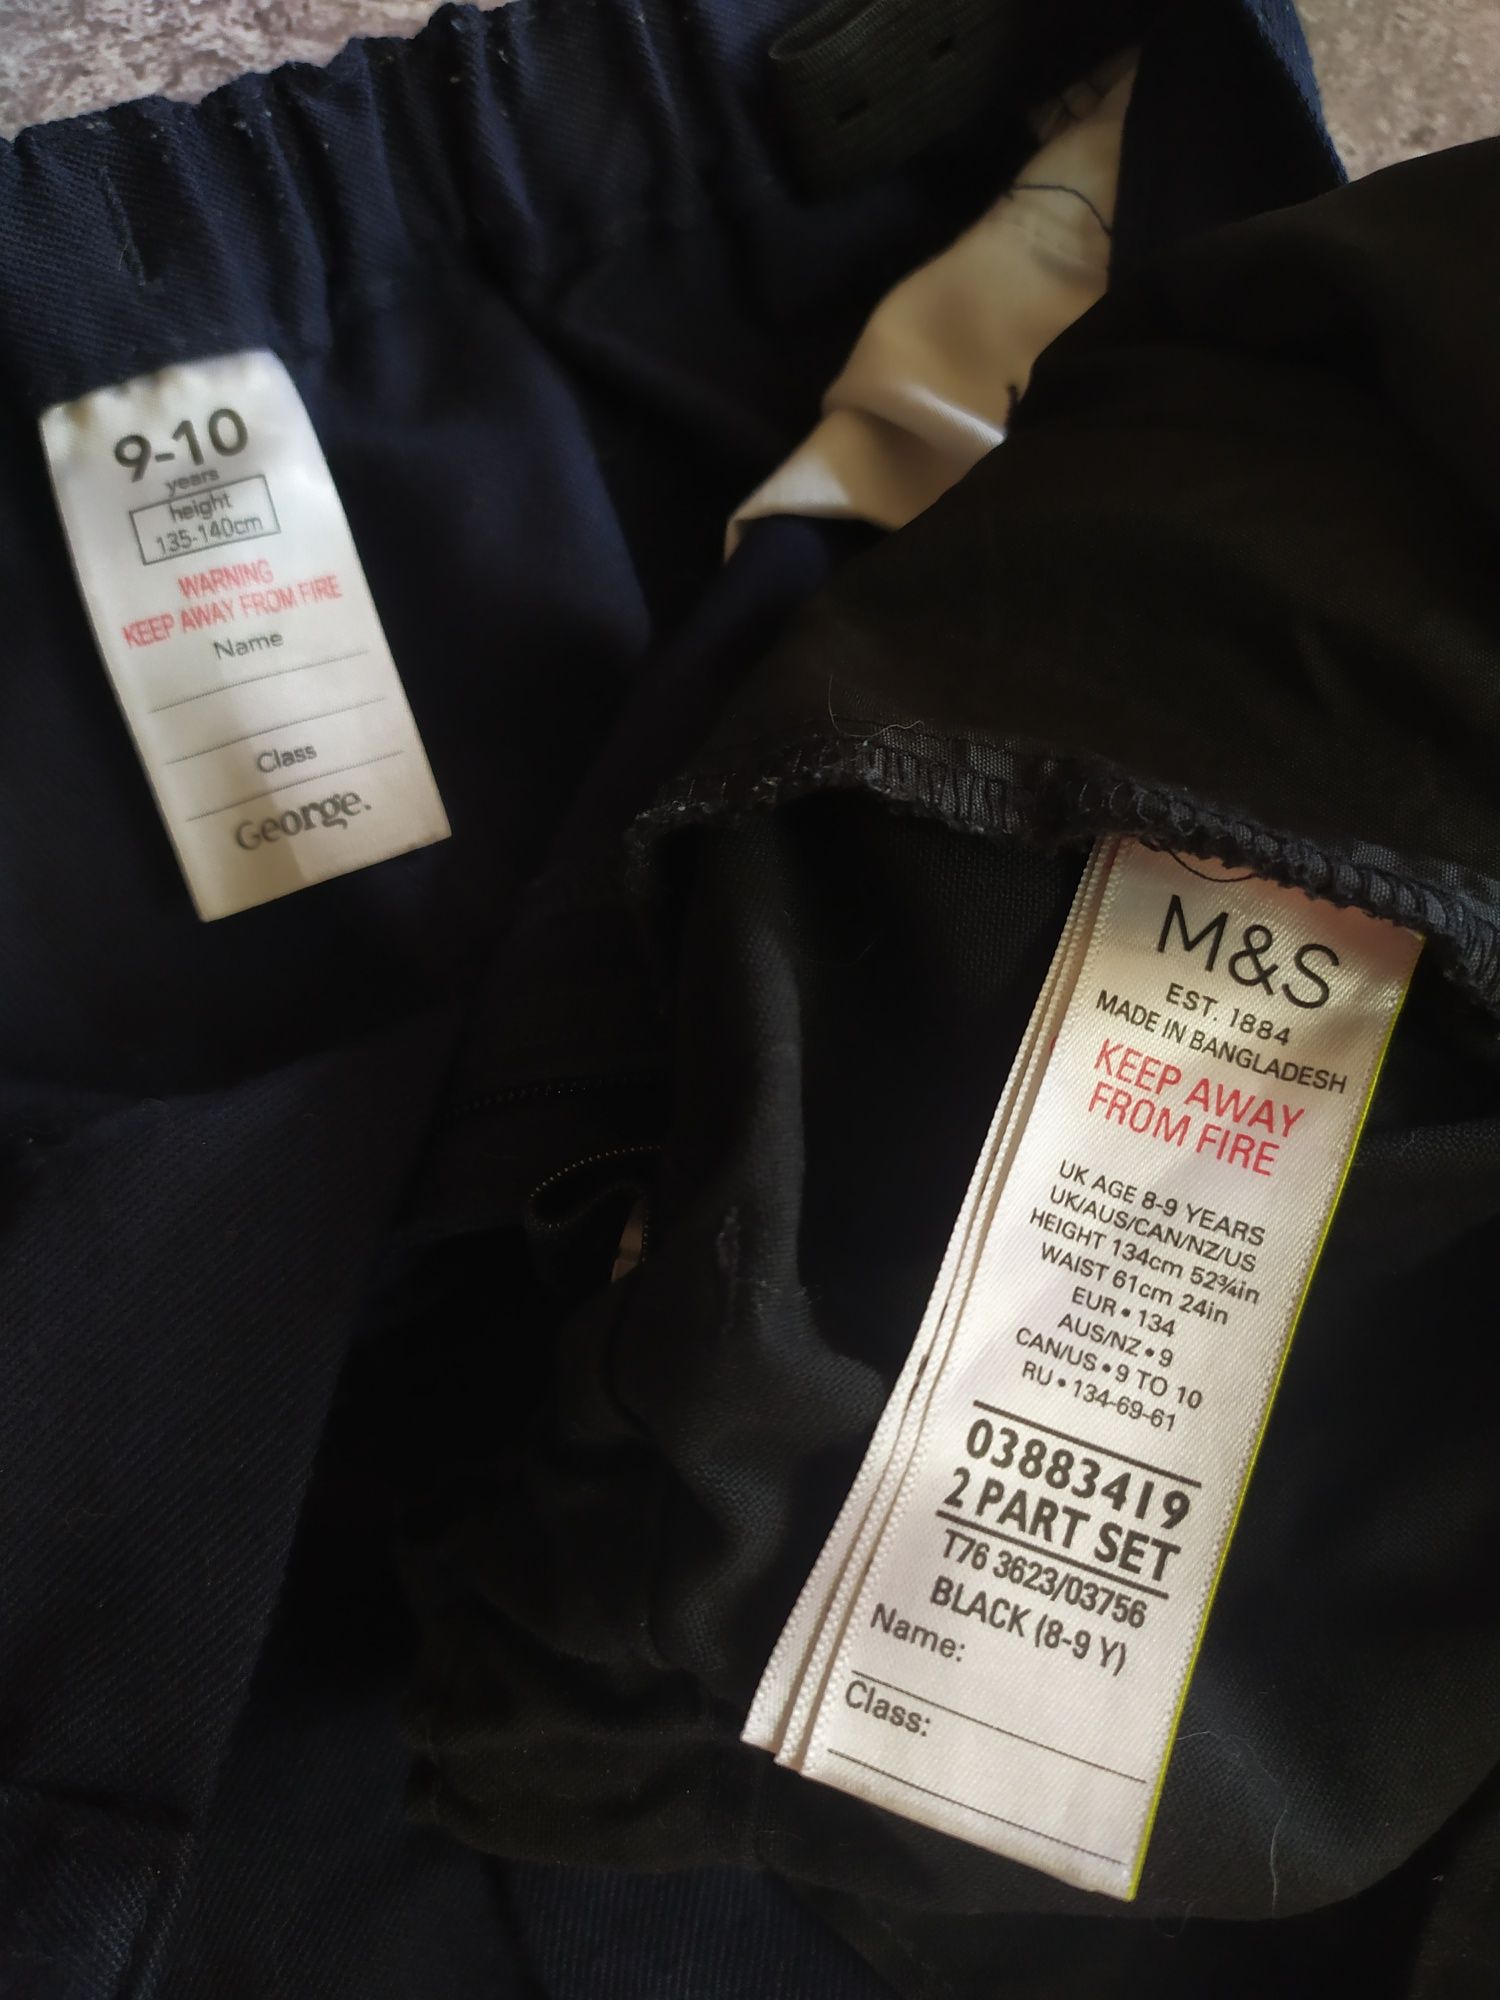 9-10
years
height
135-140cm
WARNING
KEEP AWAY FROM FIRE
Name
Class
George.
M&S
EST. 1884
MADE IN BANGLADESH
KEEP AWAY
FROM FIRE
UK AGE 8-9 YEARS
UK/AUS/CAN/NZ/US
HEIGHT 134cm 52¾in
WAIST 61cm 24in
EUR • 134
AUS/NZ • 9
CAN/US • 9 TO 10
RU • 134-69-61
03883419
2 PART SET
T76 3623/03756
BLACK (8-9 Y)
Name:
Class: